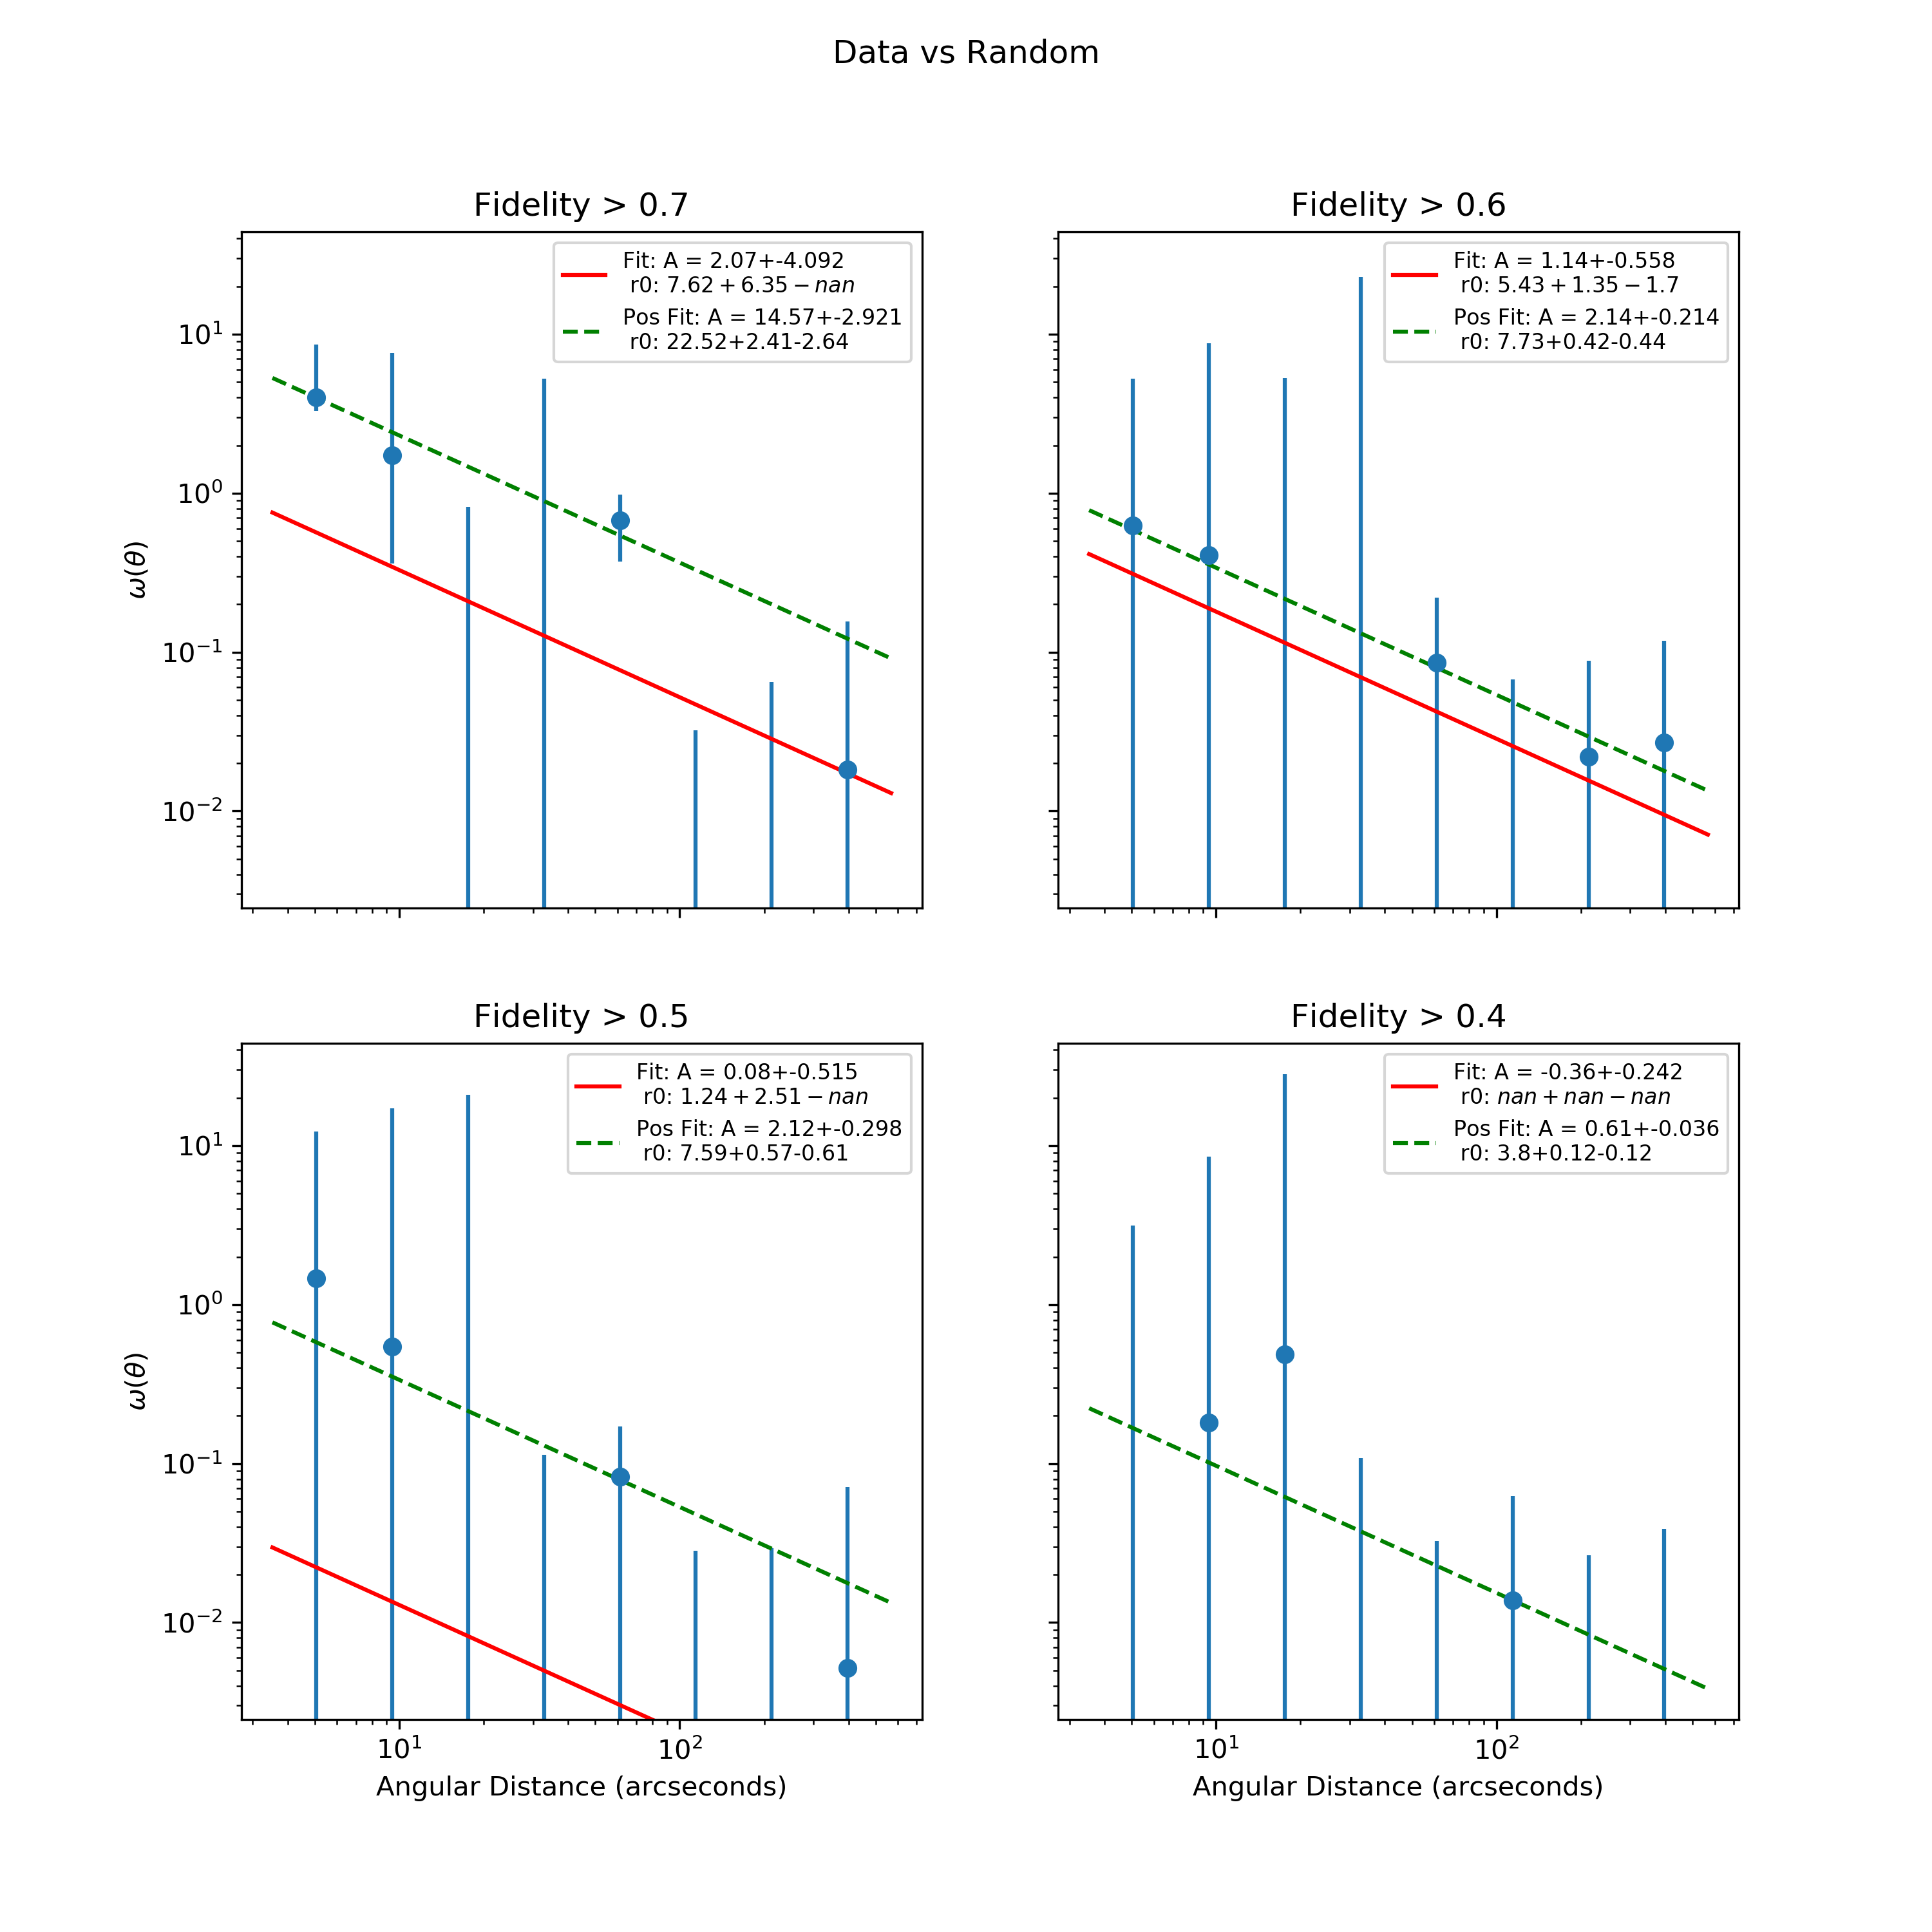 Data vs Random
Fidelity > 0.7
Fit: A = 2.07+-4.092
r0: 7.62 + 6.35 − nan
Pos Fit: A = 14.57+-2.921
r0: 22.52+2.41-2.64
10¹
10⁰
10⁻¹
10⁻²
ω(θ)
Fidelity > 0.6
Fit: A = 1.14+-0.558
r0: 5.43 + 1.35 − 1.7
Pos Fit: A = 2.14+-0.214
r0: 7.73+0.42-0.44
Fidelity > 0.5
Fit: A = 0.08+-0.515
r0: 1.24 + 2.51 − nan
Pos Fit: A = 2.12+-0.298
r0: 7.59+0.57-0.61
10¹
10⁰
10⁻¹
10⁻²
ω(θ)
10¹ 10²
Angular Distance (arcseconds)
Fidelity > 0.4
Fit: A = -0.36+-0.242
r0: nan + nan − nan
Pos Fit: A = 0.61+-0.036
r0: 3.8+0.12-0.12
10¹ 10²
Angular Distance (arcseconds)